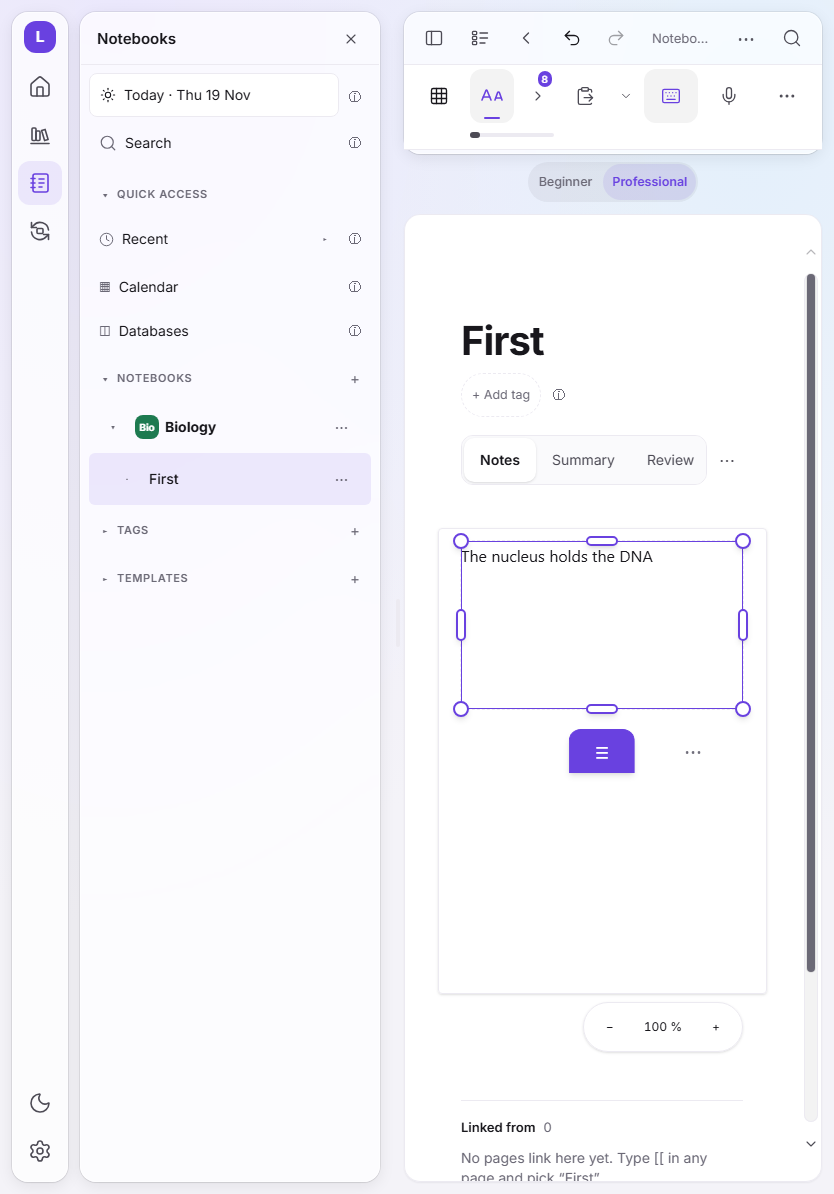 L
Notebooks
Today · Thu 19 Nov
Search
QUICK ACCESS
Recent
Calendar
Databases
NOTEBOOKS
Bio Biology
First
TAGS
TEMPLATES
Notebo...
AA
8
Beginner Professional
First
+ Add tag
Notes Summary Review
The nucleus holds the DNA
− 100 % +
Linked from 0
No pages link here yet. Type [[ in any
page and pick “First”